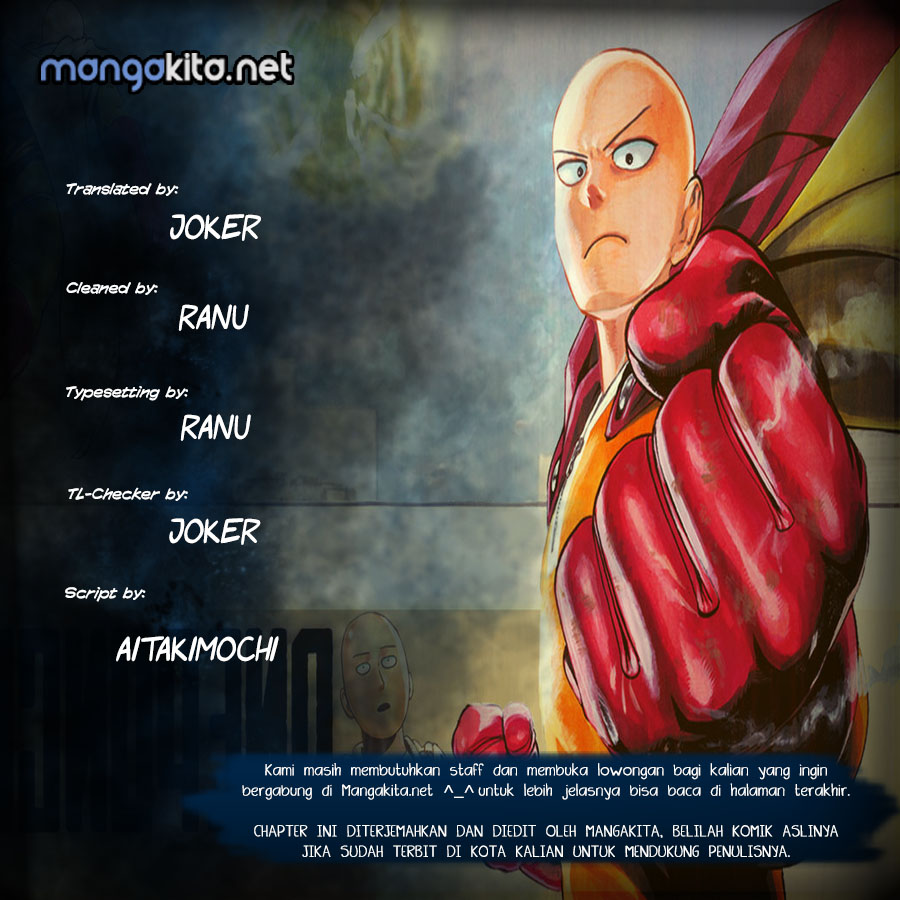 mangakita.net
Translated by:
JOKER
Cleaned by:
RANU
Typesetting by:
RANU
TL-Checker by:
JOKER
Script by:
AITAKIMOCHI
Kami masih membutuhkan staff dan membuka lowongan bagi kalian yang ingin
bergabung di Mangakita.net ^_^ untuk lebih jelasnya bisa baca di halaman terakhir.
CHAPTER INI DITERJEMAHKAN DAN DIEDIT OLEH MANGAKITA, BELILAH KOMIK ASLINYA
JIKA SUDAH TERBIT DI KOTA KALIAN UNTUK MENDUKUNG PENULISNYA.